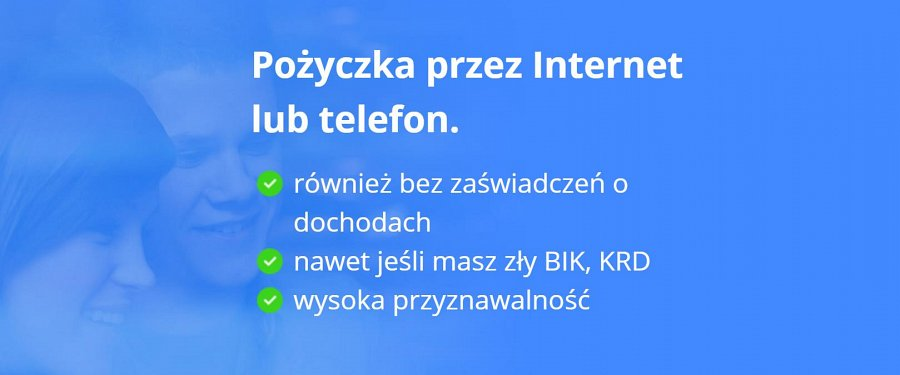 Pożyczka przez Internet
lub telefon.
również bez zaświadczeń o
dochodach
nawet jeśli masz zły BIK, KRD
wysoka przyznawalność